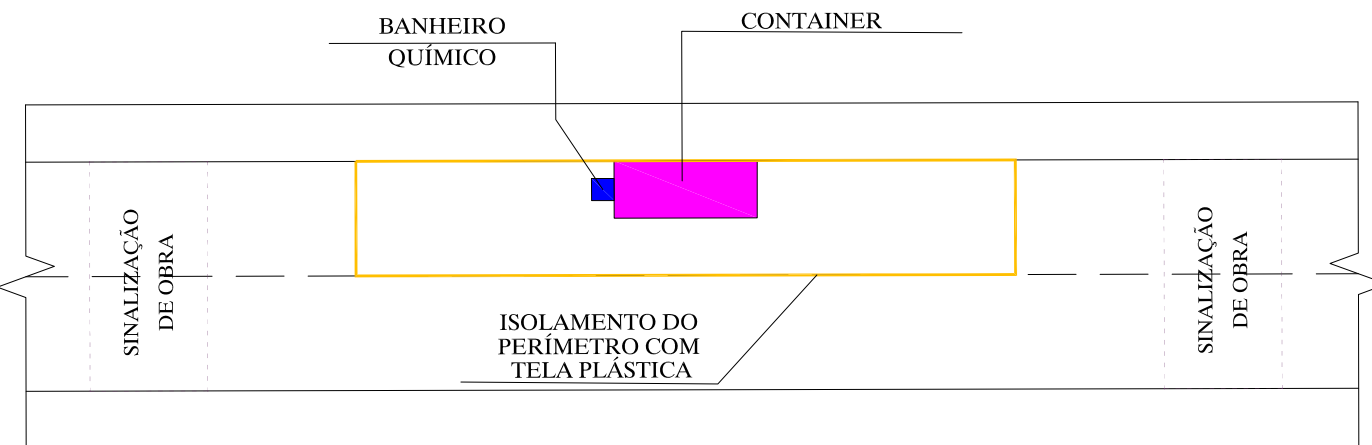 BANHEIRO
QUÍMICO
CONTAINER
SINALIZAÇÃO
DE OBRA
ISOLAMENTO DO
PERÍMETRO COM
TELA PLÁSTICA
SINALIZAÇÃO
DE OBRA